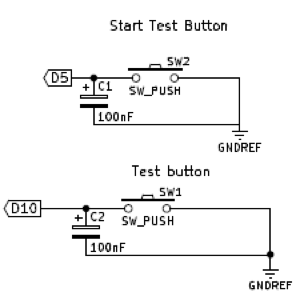 Start Test Button
D5
SW2
+ C1
SW_PUSH
100nF
GNDREF
Test button
D10
SW1
+ C2
SW_PUSH
100nF
GNDREF